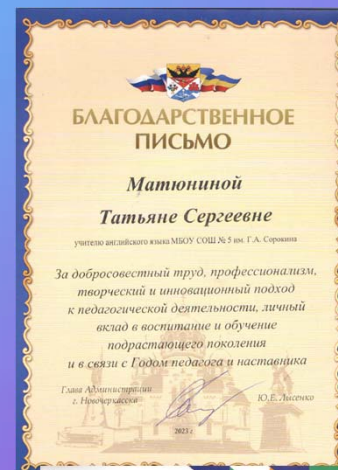 БЛАГОДАРСТВЕННОЕ
ПИСЬМО
Матюниной
Татьяне Сергеевне
учителю английского языка МБОУ СОШ № 5 им. Г.А. Сорокина
За добросовестный труд, профессионализм,
творческий и инновационный подход
к педагогической деятельности, личный
вклад в воспитание и обучение
подрастающего поколения
и в связи с Годом педагога и наставника
Глава Администрации
г. Новочеркасска
Ю.Е. Лысенко
2023 г.